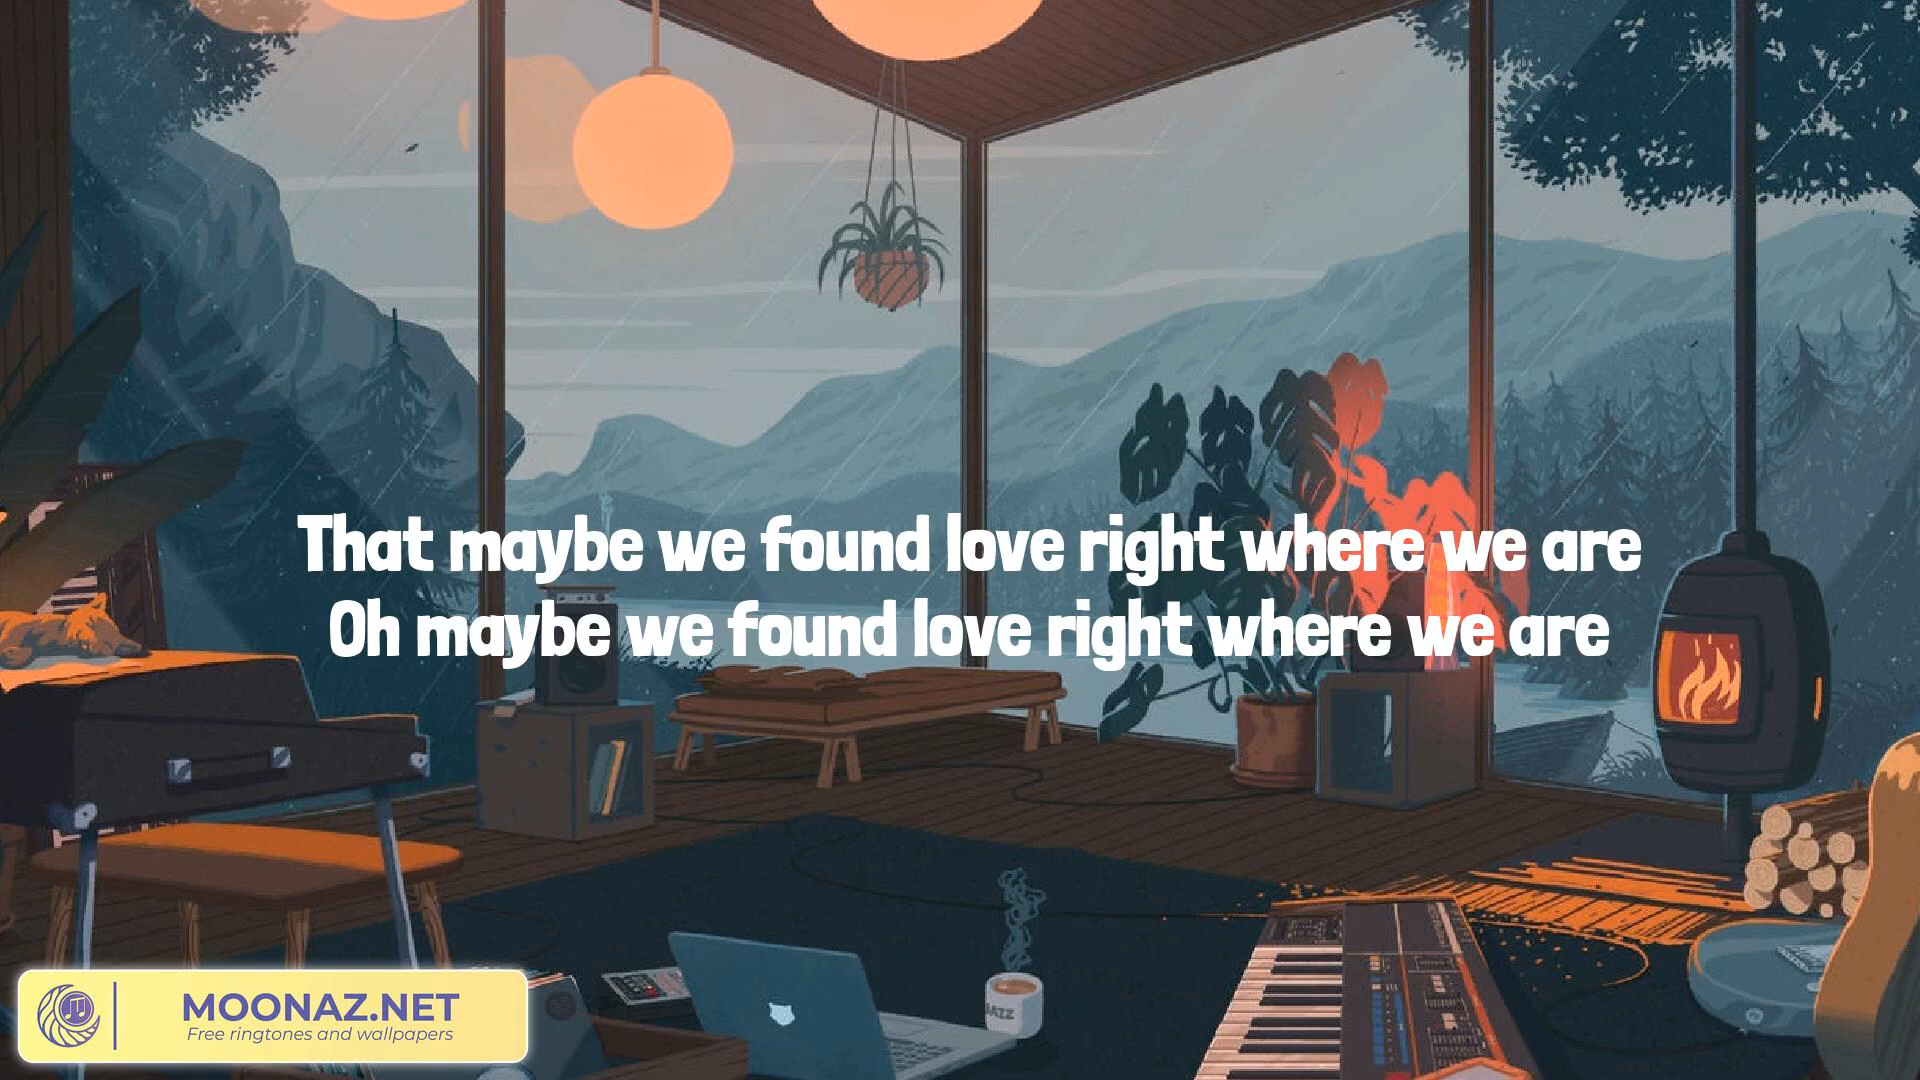 That maybe we found love right where we are
Oh maybe we found love right where we are
JAZZ
MOONAZ.NET
Free ringtones and wallpapers